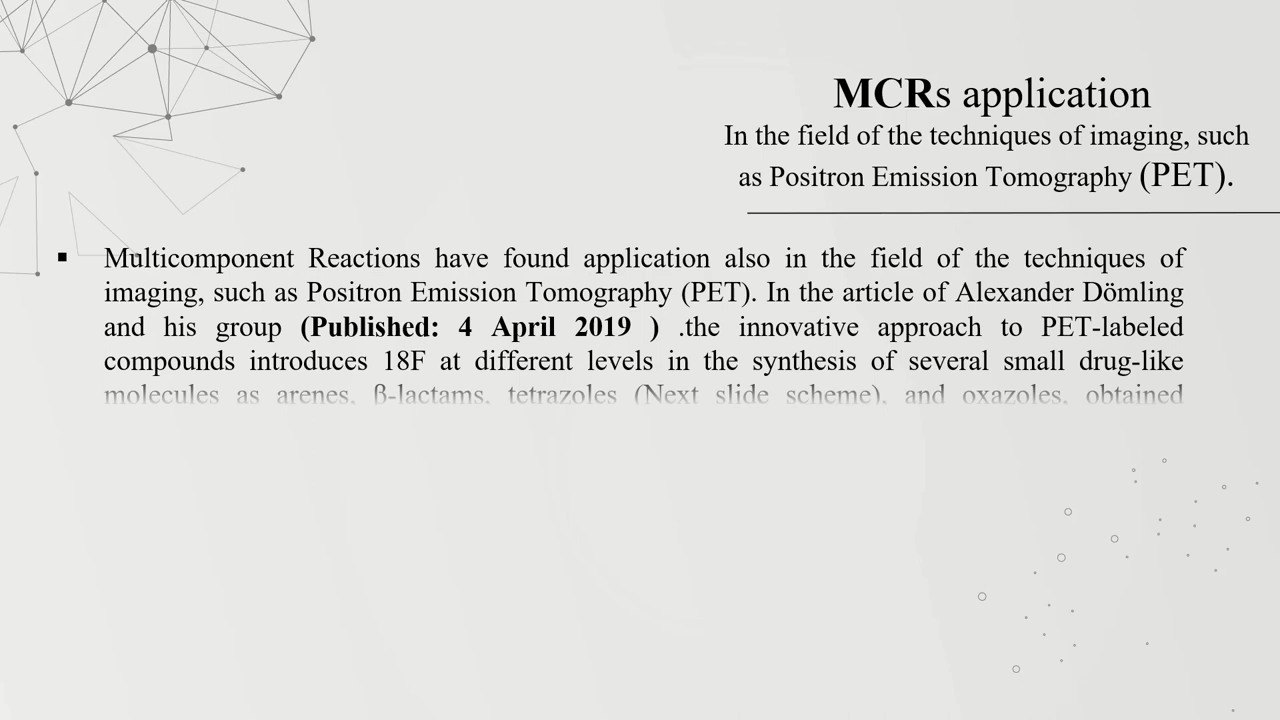 MCRs application
In the field of the techniques of imaging, such
as Positron Emission Tomography (PET).
▪ Multicomponent Reactions have found application also in the field of the techniques of
imaging, such as Positron Emission Tomography (PET). In the article of Alexander Dömling
and his group (Published: 4 April 2019 ) .the innovative approach to PET-labeled
compounds introduces 18F at different levels in the synthesis of several small drug-like
molecules as arenes, β-lactams, tetrazoles (Next slide scheme), and oxazoles, obtained